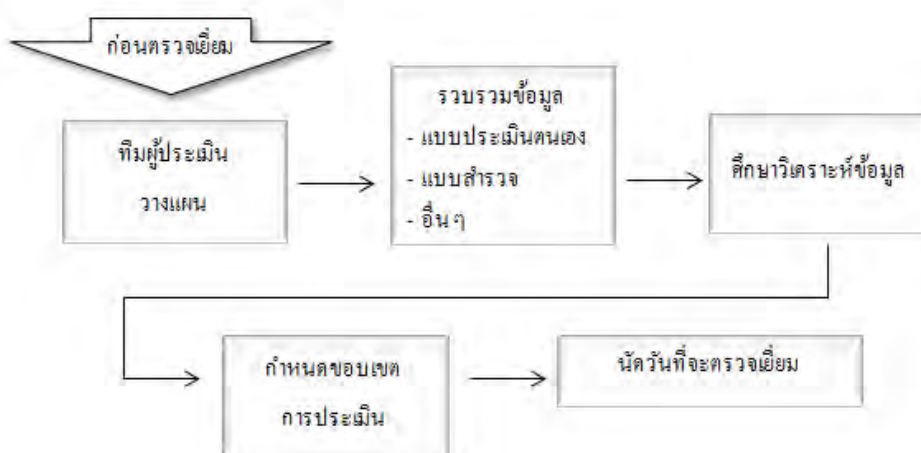 ก่อนตรวจเยี่ยม
ทีมผู้ประเมิน
วางแผน
รวบรวมข้อมูล
- แบบประเมินตนเอง
- แบบสำรวจ
- อื่นๆ
ศึกษาวิเคราะห์ข้อมูล
กำหนดขอบเขต
การประเมิน
นัดวันที่จะตรวจเยี่ยม